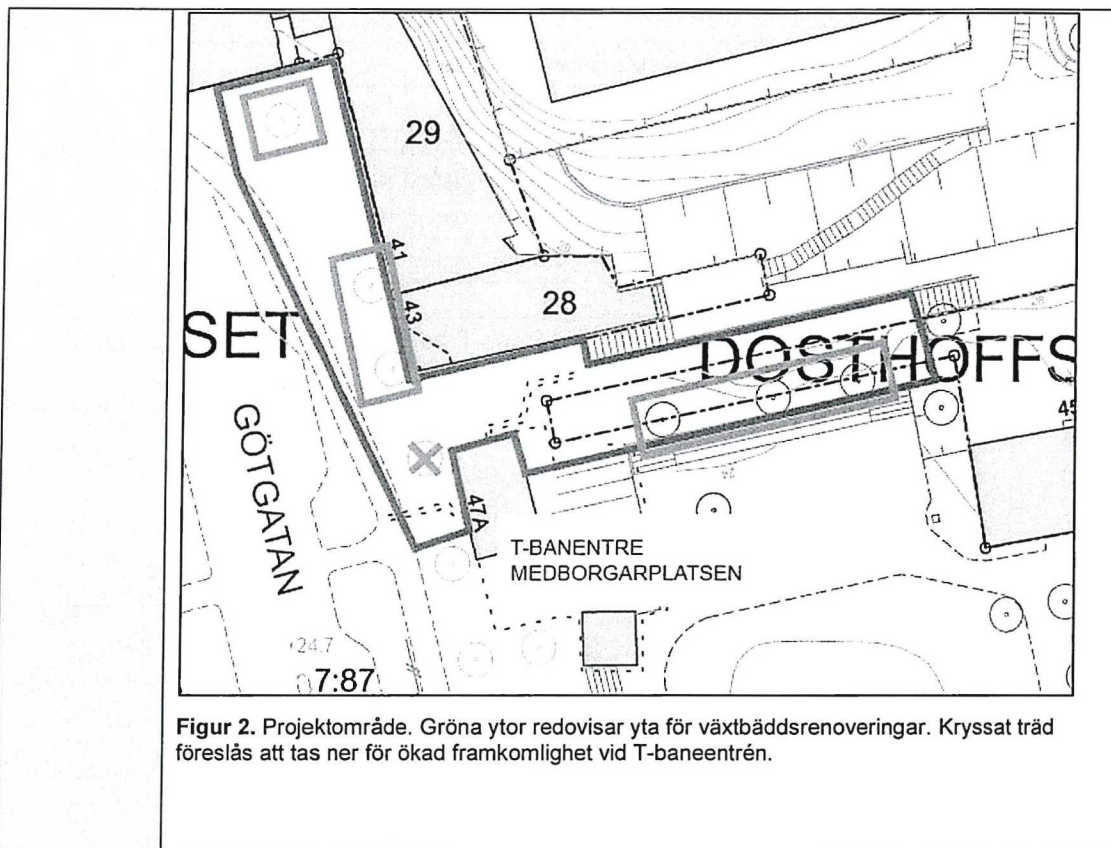 29
41
43
28
SET
DOSTHOFFS
45
GÖTGATAN
47A
T-BANENTRE
MEDBORGARPLATSEN
24.7
7:87
Figur 2. Projektområde. Gröna ytor redovisar yta för växtbäddsrenoveringar. Kryssat träd
föreslås att tas ner för ökad framkomlighet vid T-baneentrén.